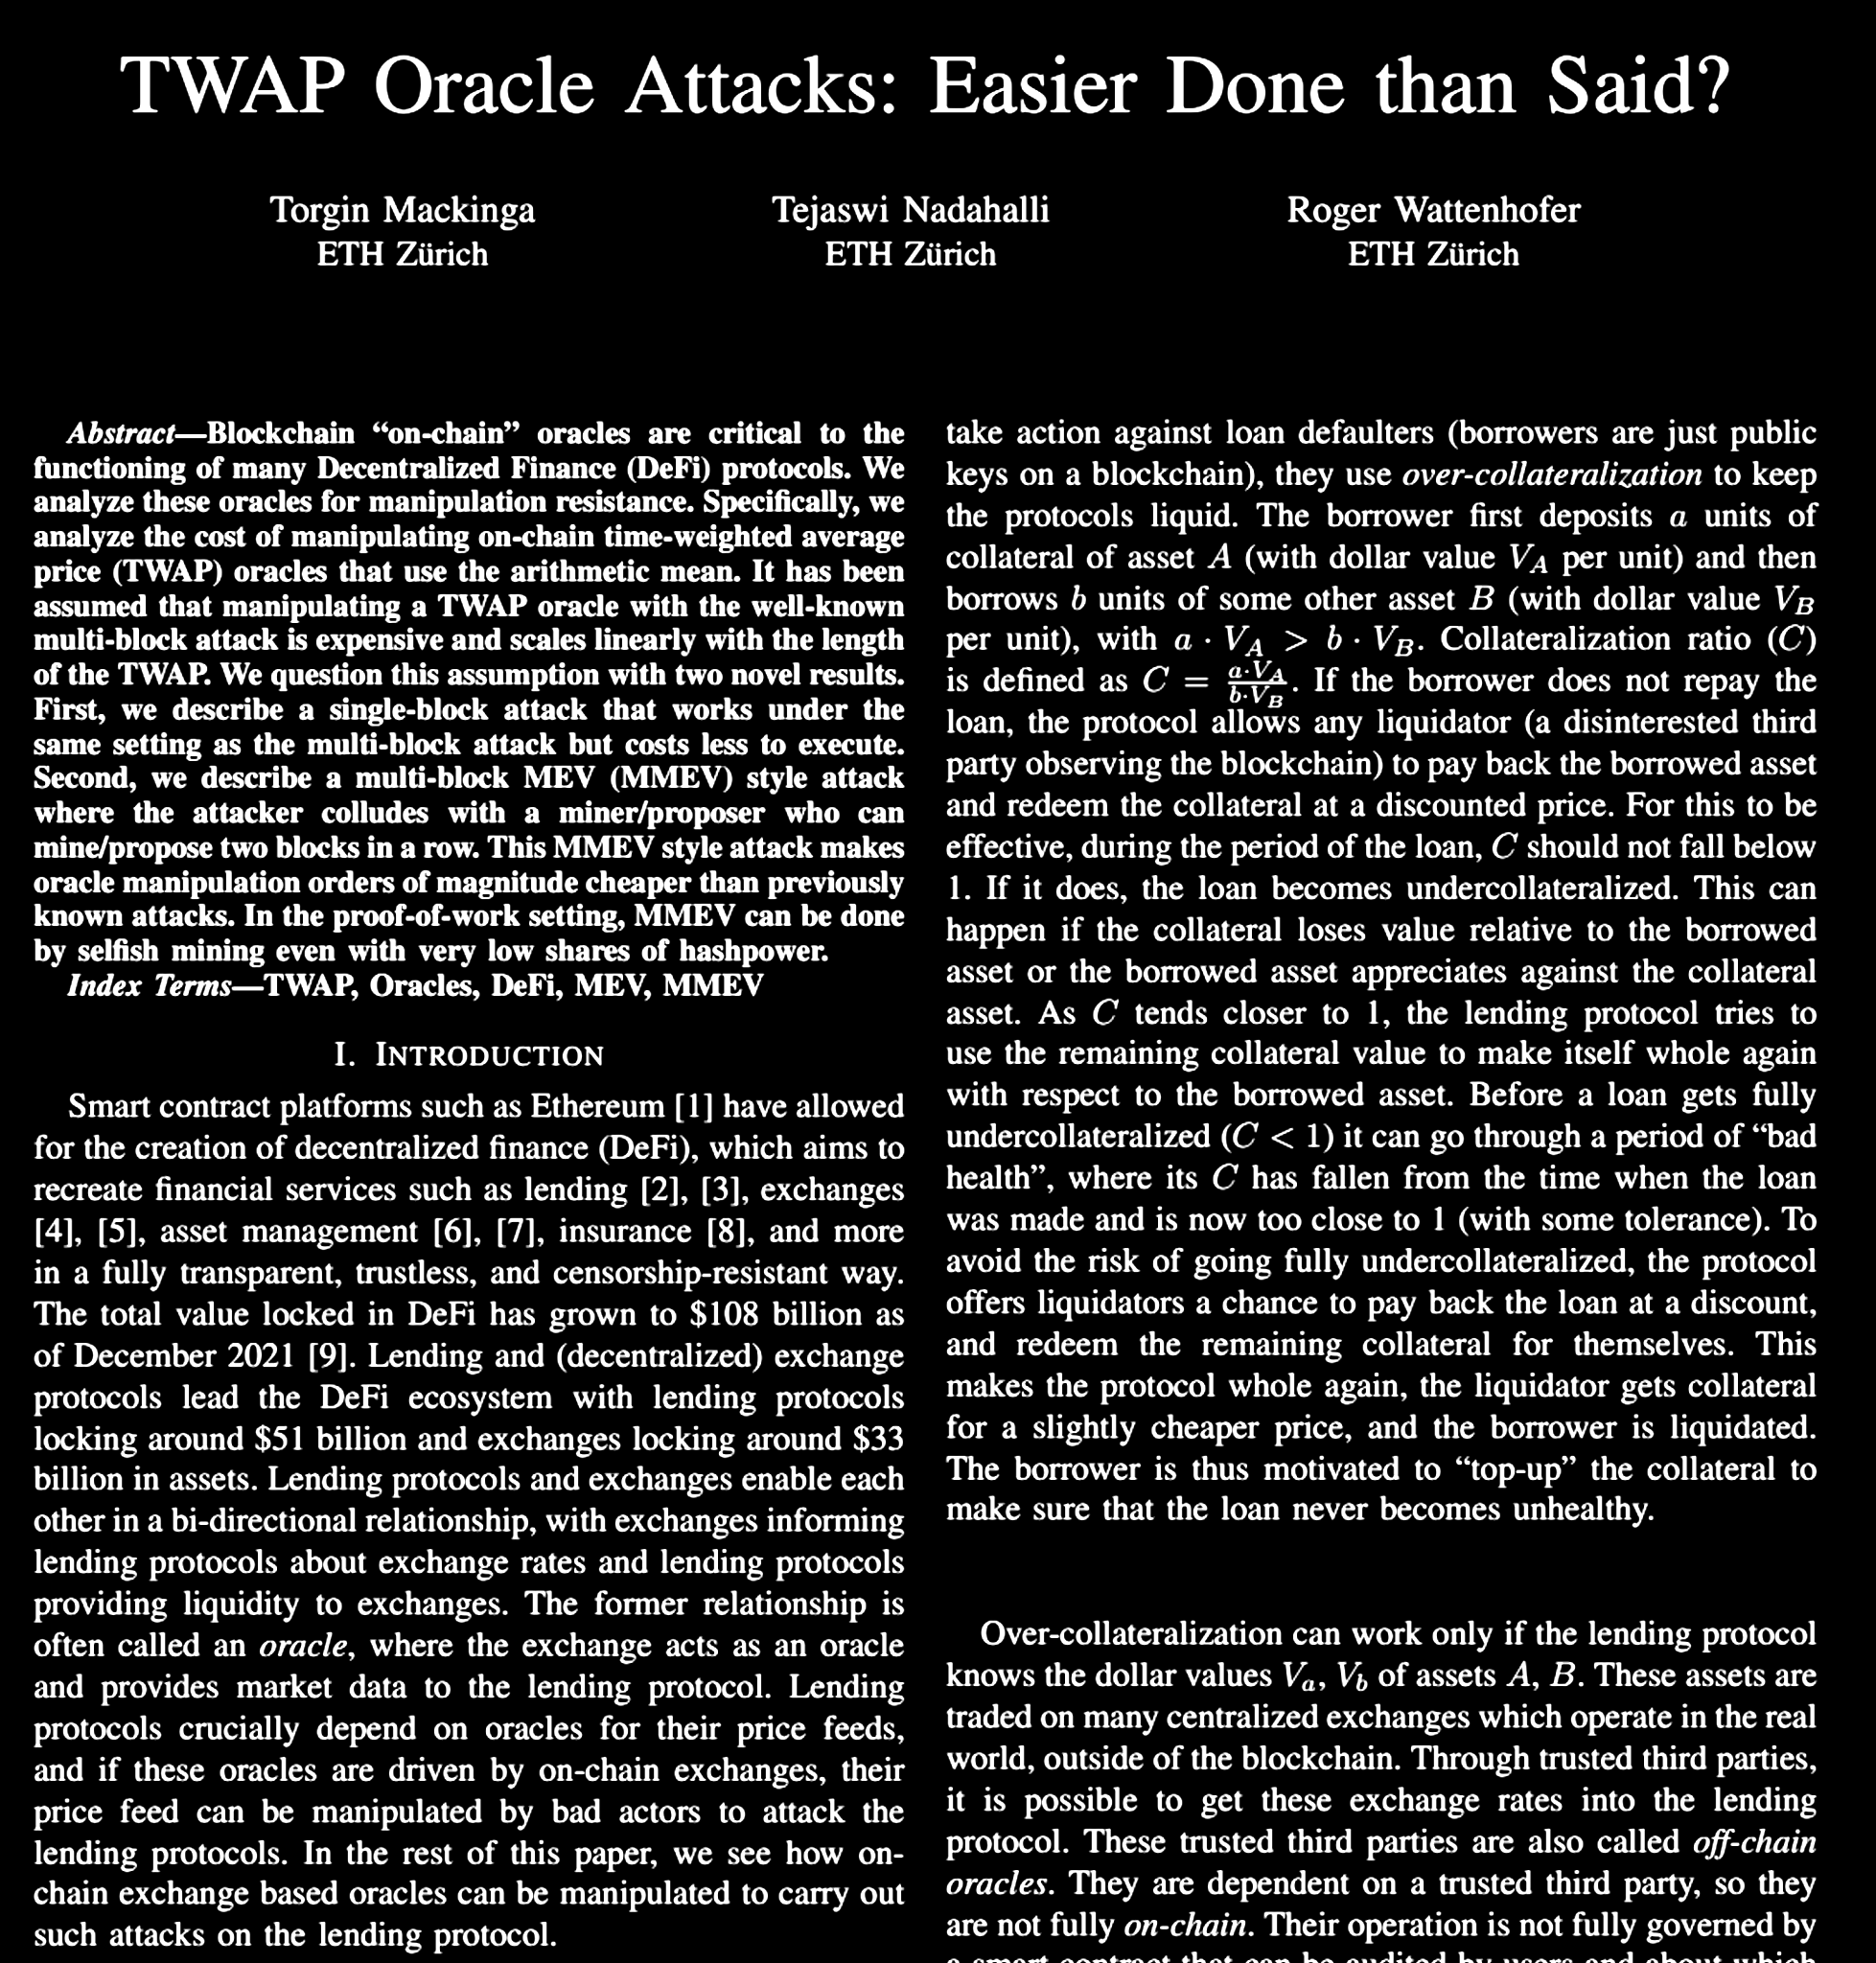 TWAP Oracle Attacks: Easier Done than Said?
Torgin Mackinga
ETH Zürich
Tejaswi Nadahalli
ETH Zürich
Roger Wattenhofer
ETH Zürich
Abstract—Blockchain “on-chain” oracles are critical to the
functioning of many Decentralized Finance (DeFi) protocols. We
analyze these oracles for manipulation resistance. Specifically, we
analyze the cost of manipulating on-chain time-weighted average
price (TWAP) oracles that use the arithmetic mean. It has been
assumed that manipulating a TWAP oracle with the well-known
multi-block attack is expensive and scales linearly with the length
of the TWAP. We question this assumption with two novel results.
First, we describe a single-block attack that works under the
same setting as the multi-block attack but costs less to execute.
Second, we describe a multi-block MEV (MMEV) style attack
where the attacker colludes with a miner/proposer who can
mine/propose two blocks in a row. This MMEV style attack makes
oracle manipulation orders of magnitude cheaper than previously
known attacks. In the proof-of-work setting, MMEV can be done
by selfish mining even with very low shares of hashpower.
Index Terms—TWAP, Oracles, DeFi, MEV, MMEV
I. INTRODUCTION
Smart contract platforms such as Ethereum [1] have allowed
for the creation of decentralized finance (DeFi), which aims to
recreate financial services such as lending [2], [3], exchanges
[4], [5], asset management [6], [7], insurance [8], and more
in a fully transparent, trustless, and censorship-resistant way.
The total value locked in DeFi has grown to $108 billion as
of December 2021 [9]. Lending and (decentralized) exchange
protocols lead the DeFi ecosystem with lending protocols
locking around $51 billion and exchanges locking around $33
billion in assets. Lending protocols and exchanges enable each
other in a bi-directional relationship, with exchanges informing
lending protocols about exchange rates and lending protocols
providing liquidity to exchanges. The former relationship is
often called an oracle, where the exchange acts as an oracle
and provides market data to the lending protocol. Lending
protocols crucially depend on oracles for their price feeds,
and if these oracles are driven by on-chain exchanges, their
price feed can be manipulated by bad actors to attack the
lending protocols. In the rest of this paper, we see how on-
chain exchange based oracles can be manipulated to carry out
such attacks on the lending protocol.
take action against loan defaulters (borrowers are just public
keys on a blockchain), they use over-collateralization to keep
the protocols liquid. The borrower first deposits a units of
collateral of asset A (with dollar value V_A per unit) and then
borrows b units of some other asset B (with dollar value V_B
per unit), with a · V_A > b · V_B. Collateralization ratio (C)
is defined as C = a·V_A / b·V_B. If the borrower does not repay the
loan, the protocol allows any liquidator (a disinterested third
party observing the blockchain) to pay back the borrowed asset
and redeem the collateral at a discounted price. For this to be
effective, during the period of the loan, C should not fall below
1. If it does, the loan becomes undercollateralized. This can
happen if the collateral loses value relative to the borrowed
asset or the borrowed asset appreciates against the collateral
asset. As C tends closer to 1, the lending protocol tries to
use the remaining collateral value to make itself whole again
with respect to the borrowed asset. Before a loan gets fully
undercollateralized (C < 1) it can go through a period of “bad
health”, where its C has fallen from the time when the loan
was made and is now too close to 1 (with some tolerance). To
avoid the risk of going fully undercollateralized, the protocol
offers liquidators a chance to pay back the loan at a discount,
and redeem the remaining collateral for themselves. This
makes the protocol whole again, the liquidator gets collateral
for a slightly cheaper price, and the borrower is liquidated.
The borrower is thus motivated to “top-up” the collateral to
make sure that the loan never becomes unhealthy.
Over-collateralization can work only if the lending protocol
knows the dollar values V_a, V_b of assets A, B. These assets are
traded on many centralized exchanges which operate in the real
world, outside of the blockchain. Through trusted third parties,
it is possible to get these exchange rates into the lending
protocol. These trusted third parties are also called off-chain
oracles. They are dependent on a trusted third party, so they
are not fully on-chain. Their operation is not fully governed by
a smart contract that can be audited by users and about which